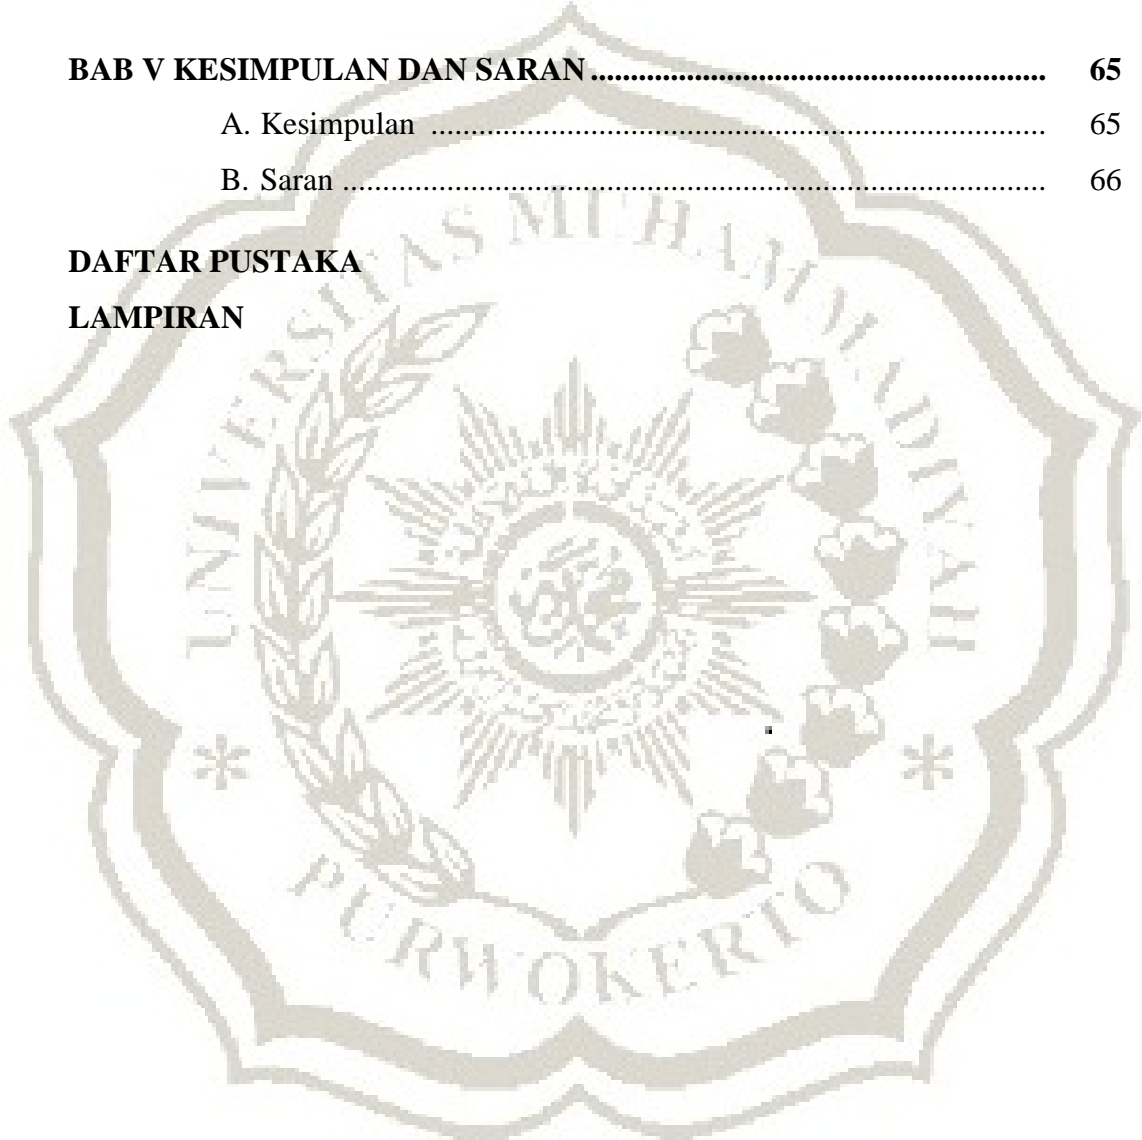 BAB V KESIMPULAN DAN SARAN ........................................................ 65
A. Kesimpulan ............................................................................. 65
B. Saran ........................................................................................ 66
DAFTAR PUSTAKA
LAMPIRAN
UNIVERSITAS MUHAMMADIYAH
PURWOKERTO